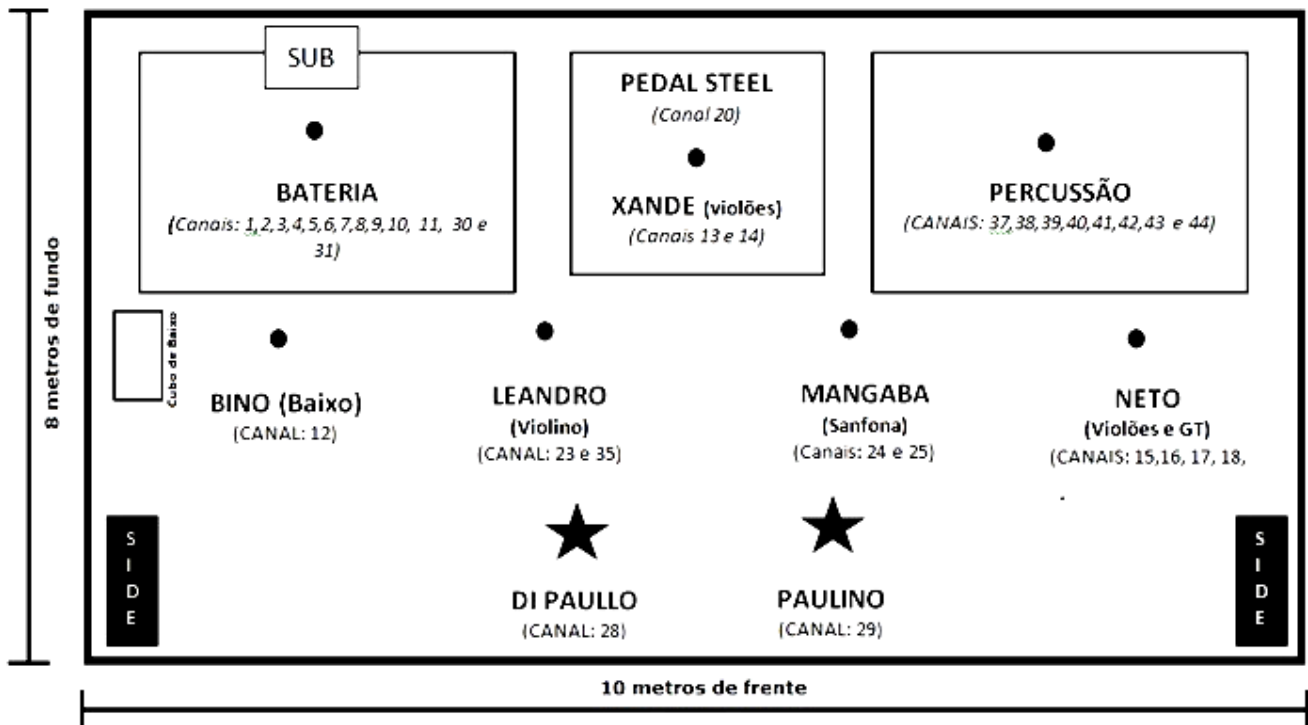 SUB
BATERIA
(Canais: 1,2,3,4,5,6,7,8,9,10, 11, 30 e
31)
PEDAL STEEL
(Canal 20)
XANDE (violões)
(Canais 13 e 14)
PERCUSSÃO
(CANAIS: 37,38,39,40,41,42,43 e 44)
8 metros de fundo
Cubo de Baixo
BINO (Baixo)
(CANAL: 12)
LEANDRO
(Violino)
(CANAL: 23 e 35)
MANGABA
(Sanfona)
(Canais: 24 e 25)
NETO
(Violões e GT)
(CANAIS: 15,16, 17, 18,
SIDE
DI PAULLO
(CANAL: 28)
PAULINO
(CANAL: 29)
SIDE
10 metros de frente